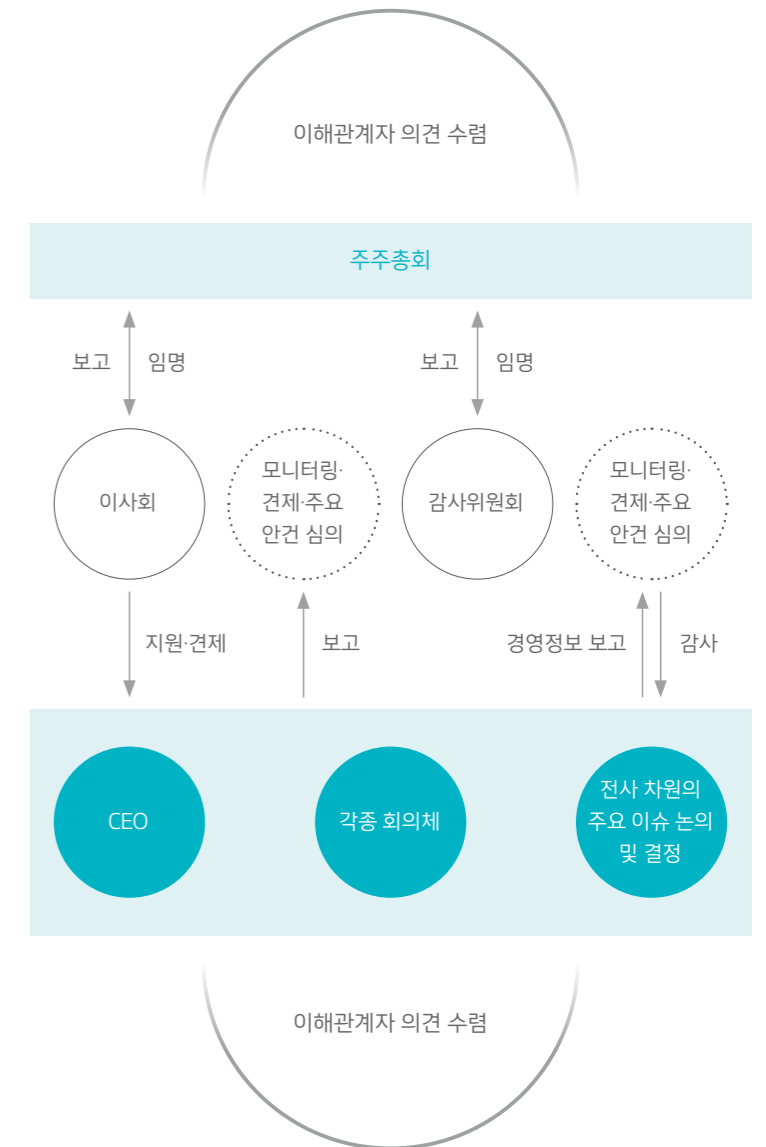 이해관계자 의견 수렴
주주총회
보고
임명
보고
임명
이사회
모니터링·
견제·주요
안건 심의
감사위원회
모니터링·
견제·주요
안건 심의
지원·견제
보고
경영정보 보고
감사
CEO
각종 회의체
전사 차원의
주요 이슈 논의
및 결정
이해관계자 의견 수렴